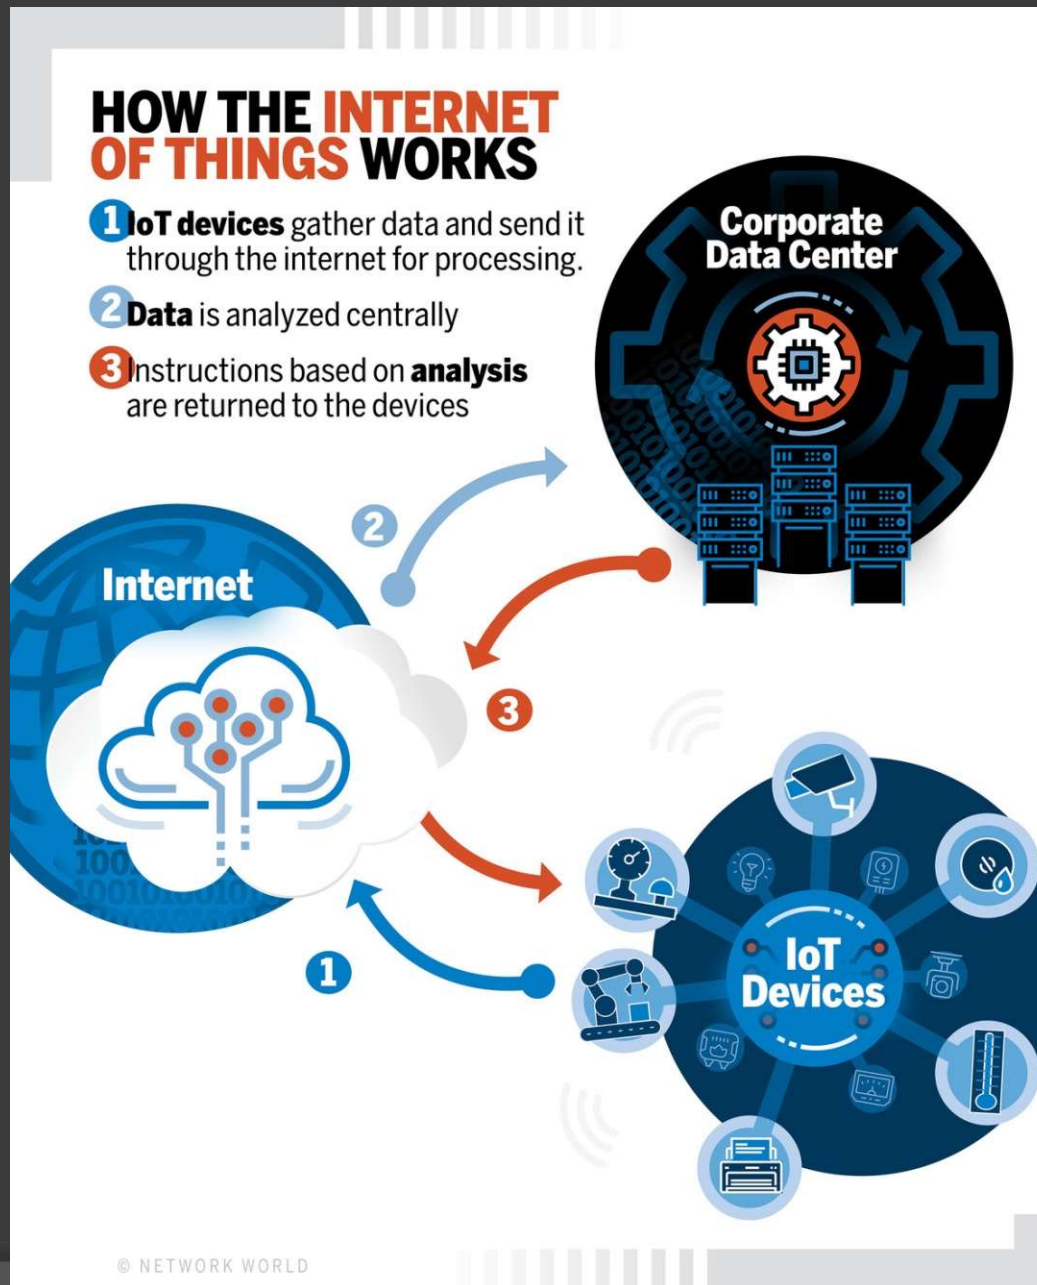 HOW THE INTERNET
OF THINGS WORKS
1 IoT devices gather data and send it
through the internet for processing.
2 Data is analyzed centrally
3 Instructions based on analysis
are returned to the devices
Corporate
Data Center
2
Internet
3
1
IoT
Devices
© NETWORK WORLD